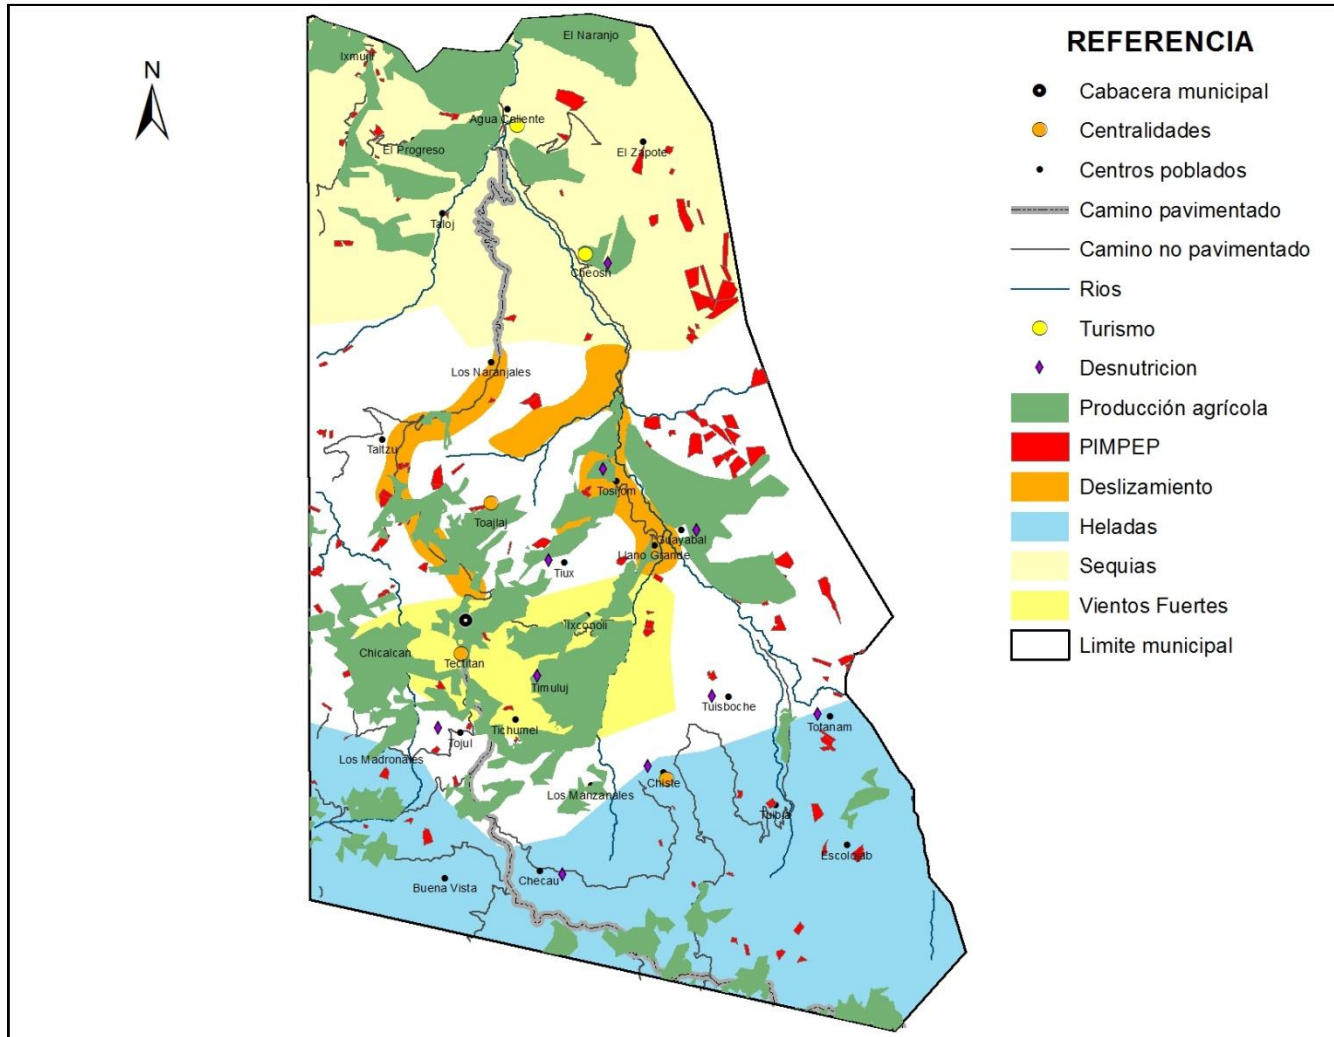 REFERENCIA
Cabacera municipal
Centralidades
Centros poblados
Camino pavimentado
Camino no pavimentado
Rios
Turismo
Desnutricion
Producción agrícola
PIMPEP
Deslizamiento
Heladas
Sequias
Vientos Fuertes
Limite municipal
N
El Naranjo
Agua Caliente
El Progreso
El Zapote
Taloj
Cheosh
Los Naranjales
Taltzu
Tosijom
Toajlaj
Guayabal
Llano Grande
Tiux
Ixconoli
Chicalcan
Tectitan
Timuluj
Tuisboche
Totanam
Tichumel
Tojul
Los Madronales
Chiste
Los Manzanales
Tuibia
Escolojab
Checau
Buena Vista